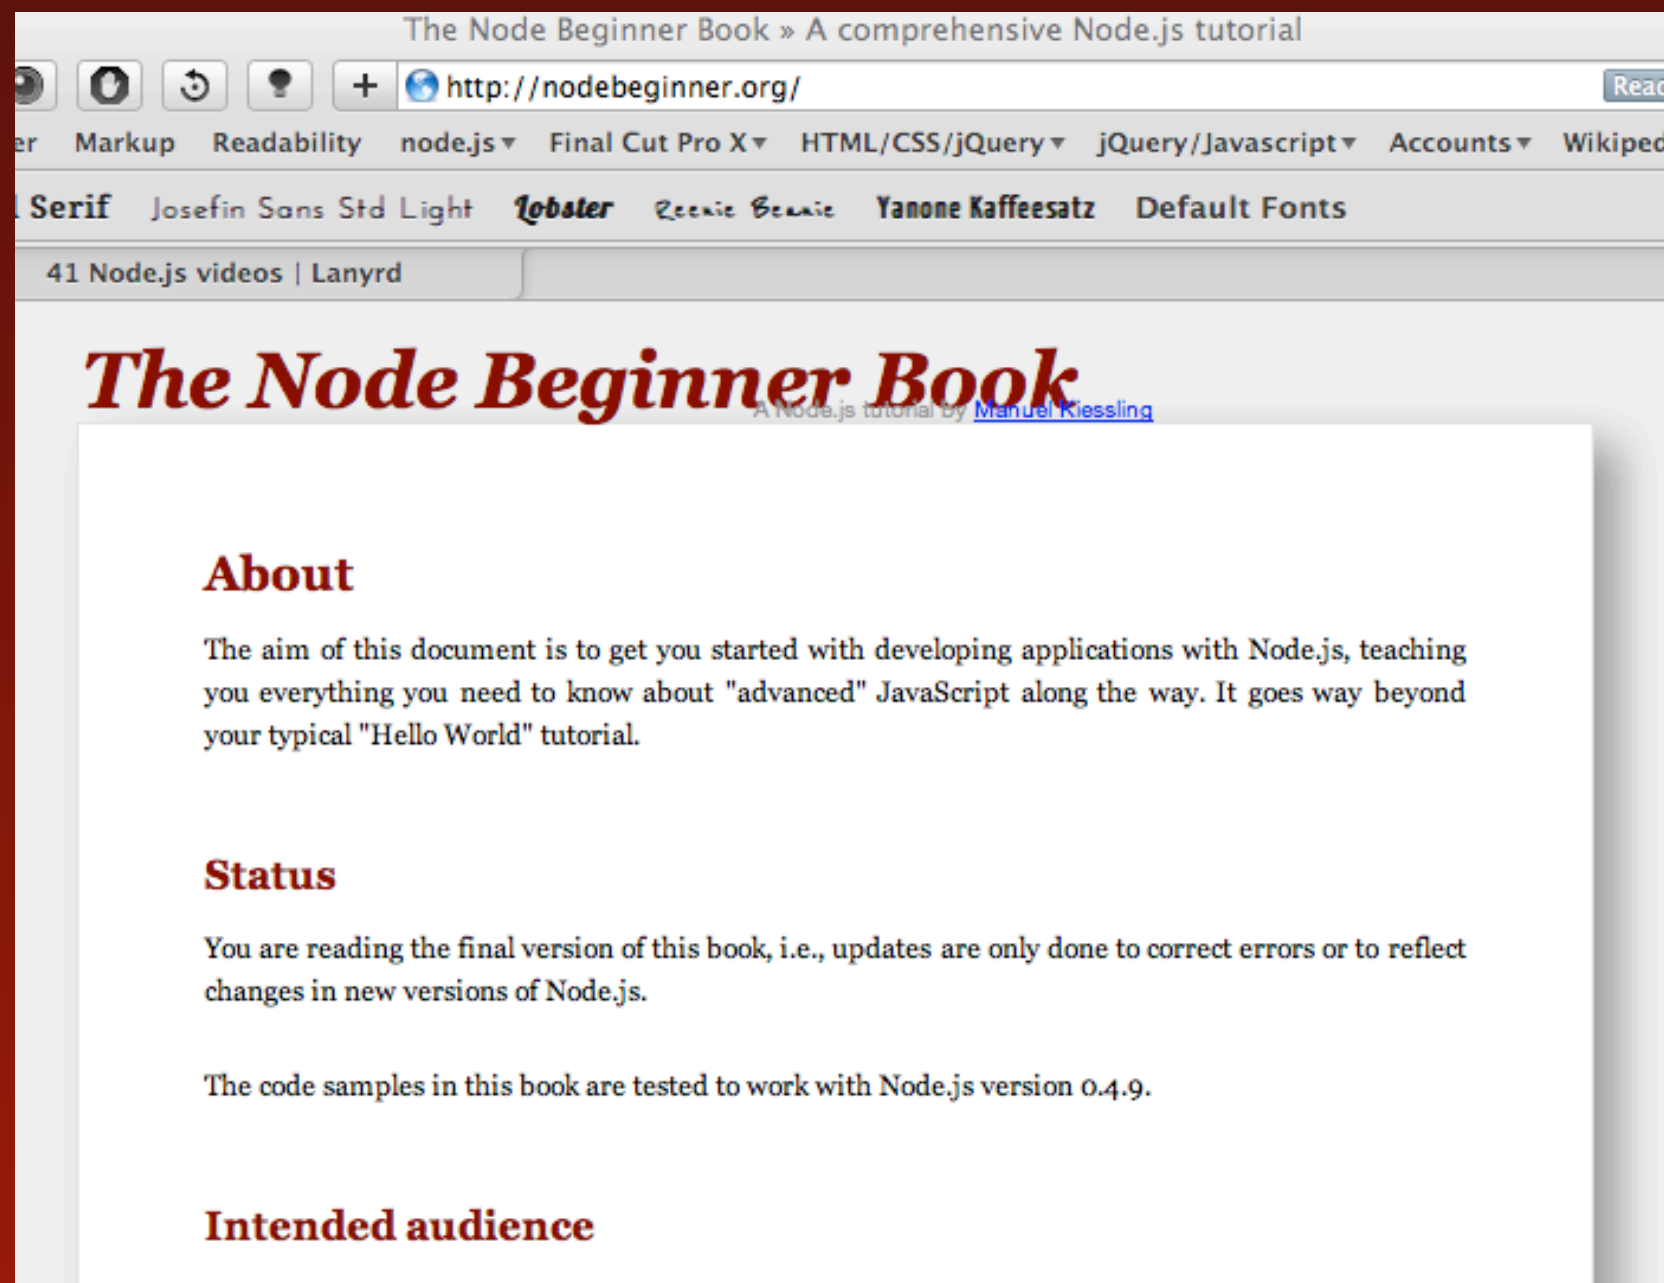 The Node Beginner Book » A comprehensive Node.js tutorial
http://nodebeginner.org/
Markup Readability node.js Final Cut Pro X HTML/CSS/jQuery jQuery/Javascript Accounts
Serif Josefin Sans Std Light Lobster Reenie Beanie Yanone Kaffeesatz Default Fonts
41 Node.js videos | Lanyrd
The Node Beginner Book
A Node.js tutorial by Manuel Kiessling
About
The aim of this document is to get you started with developing applications with Node.js, teaching
you everything you need to know about "advanced" JavaScript along the way. It goes way beyond
your typical "Hello World" tutorial.
Status
You are reading the final version of this book, i.e., updates are only done to correct errors or to reflect
changes in new versions of Node.js.
The code samples in this book are tested to work with Node.js version 0.4.9.
Intended audience